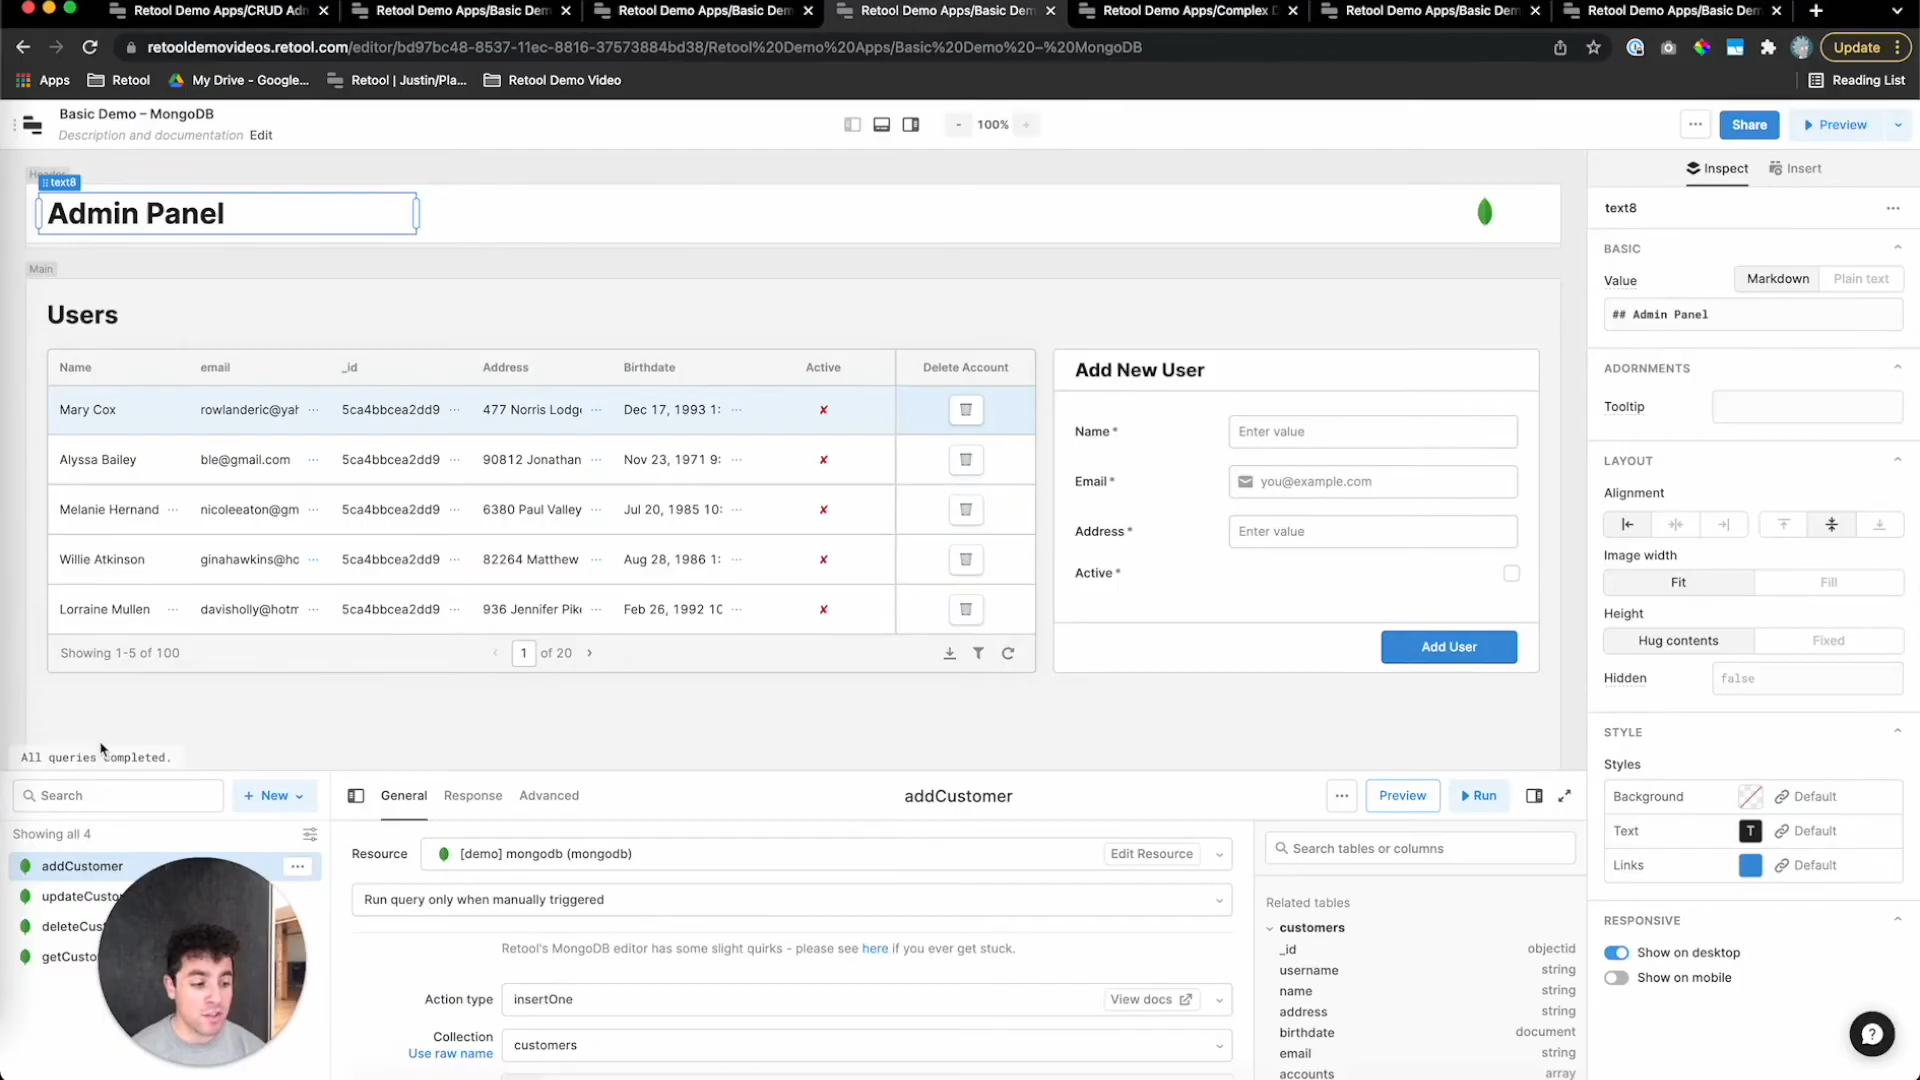 Retool Demo Apps/CRUD Adn
Retool Demo Apps/Basic Dem
Retool Demo Apps/Basic Dem
Retool Demo Apps/Basic Dem
Retool Demo Apps/Complex D
Retool Demo Apps/Basic Dem
Retool Demo Apps/Basic Dem
retooldemovideos.retool.com/editor/bd97bc48-8537-11ec-8816-37573884bd38/Retool%20Demo%20Apps/Basic%20Demo%20–%20MongoDB
Update
Apps
Retool
My Drive - Google...
Retool | Justin/Pla...
Retool Demo Video
Reading List
Basic Demo – MongoDB
Description and documentation Edit
- 100% +
Share
Preview
text8
Admin Panel
Main
Users
Name email _id Address Birthdate Active Delete Account
Mary Cox rowlanderic@yah ··· 5ca4bbcea2dd9 ··· 477 Norris Lodge ··· Dec 17, 1993 1: ··· ✘
Alyssa Bailey ble@gmail.com ··· 5ca4bbcea2dd9 ··· 90812 Jonathan ··· Nov 23, 1971 9: ··· ✘
Melanie Hernand ··· nicoleeaton@gm ··· 5ca4bbcea2dd9 ··· 6380 Paul Valley ··· Jul 20, 1985 10: ··· ✘
Willie Atkinson ginahawkins@ho ··· 5ca4bbcea2dd9 ··· 82264 Matthew ··· Aug 28, 1986 1: ··· ✘
Lorraine Mullen ··· davisholly@hotm ··· 5ca4bbcea2dd9 ··· 936 Jennifer Pike ··· Feb 26, 1992 10 ··· ✘
Showing 1-5 of 100
1 of 20
Add New User
Name *
Enter value
Email *
you@example.com
Address *
Enter value
Active *
Add User
Inspect
Insert
text8
BASIC
Value
Markdown
Plain text
## Admin Panel
ADORNMENTS
Tooltip
LAYOUT
Alignment
Image width
Fit
Fill
Height
Hug contents
Fixed
Hidden
false
STYLE
Styles
Background Default
Text T Default
Links Default
RESPONSIVE
Show on desktop
Show on mobile
All queries completed.
Search
+ New
Showing all 4
addCustomer
updateCusto
deleteCus
getCusto
General
Response
Advanced
addCustomer
Preview
Run
Resource
[demo] mongodb (mongodb)
Edit Resource
Run query only when manually triggered
Retool's MongoDB editor has some slight quirks - please see here if you ever get stuck.
Action type
insertOne
View docs
Collection
Use raw name
customers
Search tables or columns
Related tables
customers
_id objectid
username string
name string
address string
birthdate document
email string
accounts array